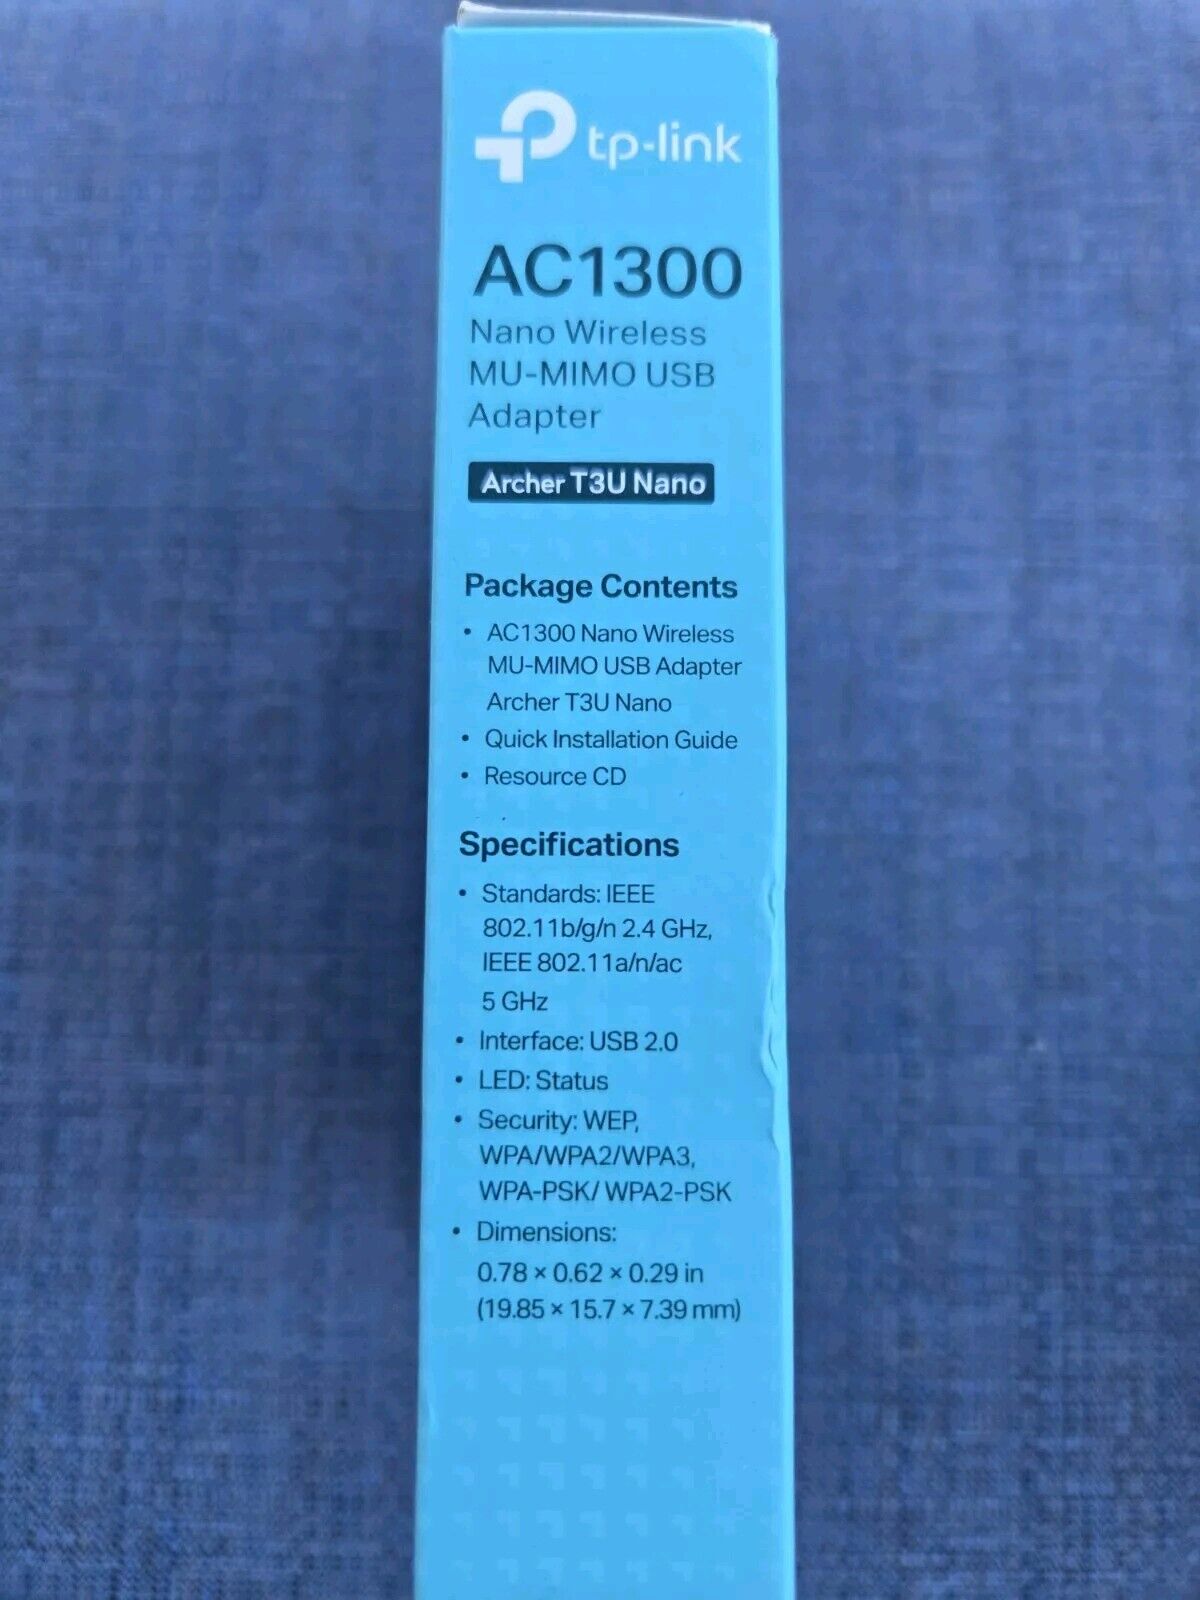 tp-link
AC1300
Nano Wireless
MU-MIMO USB
Adapter
Archer T3U Nano
Package Contents
• AC1300 Nano Wireless
MU-MIMO USB Adapter
Archer T3U Nano
• Quick Installation Guide
• Resource CD
Specifications
• Standards: IEEE
802.11b/g/n 2.4 GHz,
IEEE 802.11a/n/ac
5 GHz
• Interface: USB 2.0
• LED: Status
• Security: WEP,
WPA/WPA2/WPA3,
WPA-PSK/ WPA2-PSK
• Dimensions:
0.78 × 0.62 × 0.29 in
(19.85 × 15.7 × 7.39 mm)